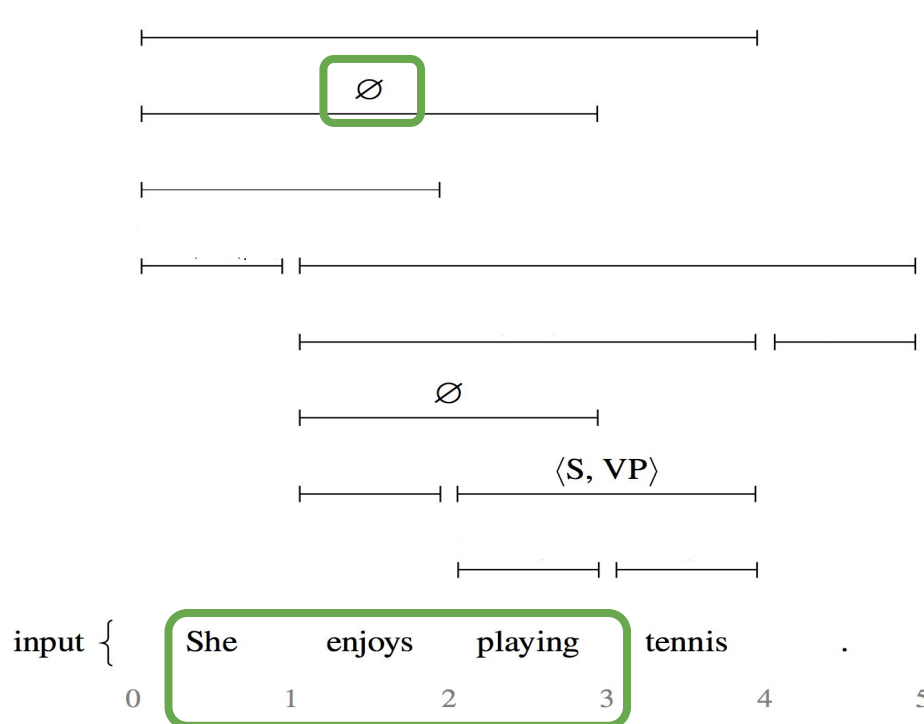 ∅
∅
⟨S, VP⟩
input { She enjoys playing tennis .
0 1 2 3 4 5